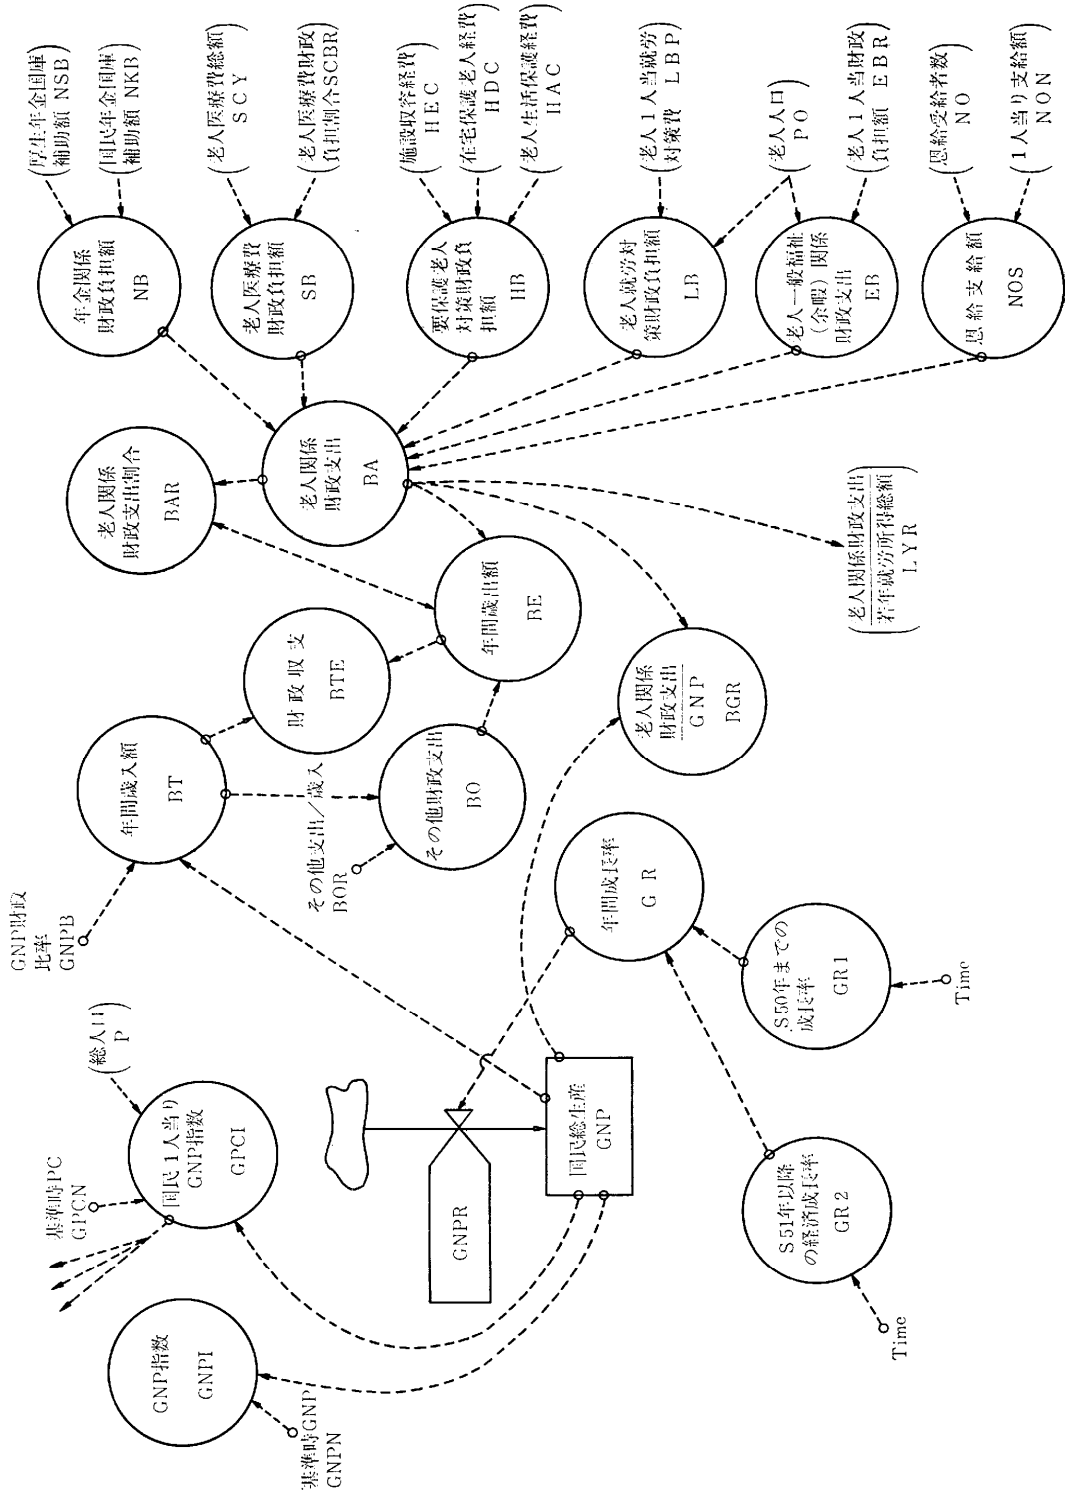 (厚生年金国庫
補助額 NSB)
(国民年金国庫
補助額 NKB)
(老人医療費総額)
SCY
(老人医療費財政)
負担割合SCBR
(施設収容経費)
HEC
(在宅保護老人経費)
HDC
(老人生活保護経費)
HAC
(老人1人当就労)
対策費 LBP
(老人人口)
PO
(老人1人当財政)
負担額 EBR
(恩給受給者数)
NO
(1人当り支給額)
NON
年金関係
財政負担額
NB
老人医療費
財政負担額
SB
要保護老人
対策財政負
担額
HB
老人就労対
策財政負担額
LB
老人一般福祉
(余暇)関係
財政支出
EB
恩給支給額
NOS
老人関係
財政支出割合
BAR
老人関係
財政支出
BA
老人関係財政支出
若年就労所得総額
LYR
財政収支
BTE
年間歳出額
BE
年間歳入額
BT
その他支出/歳入
BOR
その他財政支出
BO
老人関係
財政支出
GNP
BGR
GNP財政
比率
GNPB
年間成長率
GR
S50年までの
成長率
GR1
Time
(総人口)
P
国民1人当り
GNP指数
GPCI
基準時PC
GPCN
GNPR
国民総生産
GNP
S51年以降
の経済成長率
GR2
Time
GNP指数
GNPI
基準時GNP
GNPN